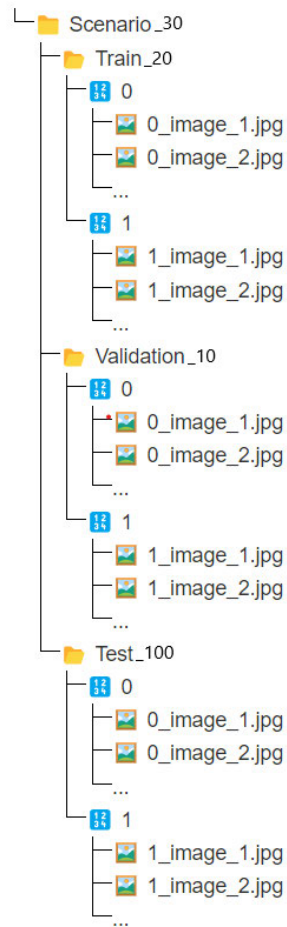 Scenario_30
Train_20
0
0_image_1.jpg
0_image_2.jpg
...
1
1_image_1.jpg
1_image_2.jpg
...
Validation_10
0
0_image_1.jpg
0_image_2.jpg
...
1
1_image_1.jpg
1_image_2.jpg
...
Test_100
0
0_image_1.jpg
0_image_2.jpg
...
1
1_image_1.jpg
1_image_2.jpg
...